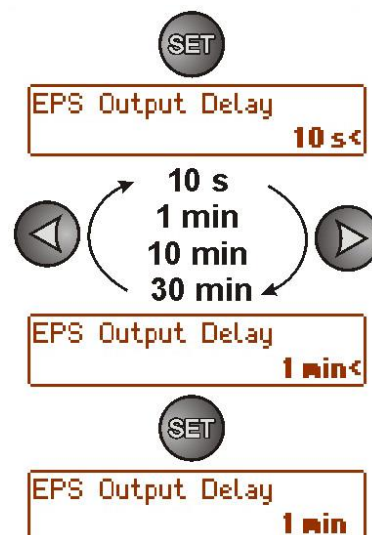 SET
EPS Output Delay
10 s<
10 s
1 min
10 min
30 min
EPS Output Delay
1 min<
SET
EPS Output Delay
1 min